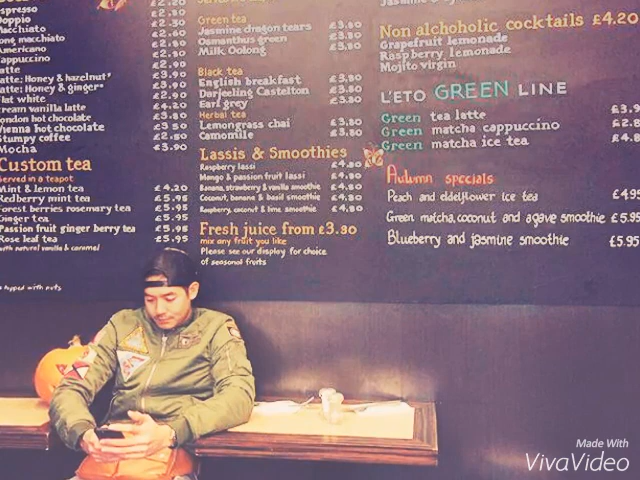 Espresso £2.20
Doppio £2.50
Macchiato £2.30
Long macchiato £2.60
Americano £2.60
Cappuccino £2.90
Latte £2.90
Latte: Honey & hazelnut* £3.90
Latte: Honey & ginger* £3.90
Flat white £2.90
Cream vanilla latte £4.20
London hot chocolate £3.80
Vienna hot chocolate £3.50
Stumpy coffee £2.80
Mocha £3.90
Custom tea
Served in a teapot
Mint & lemon tea £4.20
Redberry mint tea £5.95
Forest berries rosemary tea £5.95
Ginger tea £5.95
Passion fruit ginger berry tea £5.95
Rose leaf tea £5.95
with natural vanilla & caramel
topped with nuts
Green tea
Jasmine dragon tears £3.80
Osmanthus green £3.80
Milk Oolong £3.80
Black tea
English breakfast £3.80
Darjeeling Castelton £3.80
Earl grey £3.80
Herbal tea
Lemongrass chai £3.80
Camomile £3.80
Lassis & Smoothies
Raspberry lassi £4.80
Mango & passion fruit lassi £4.80
Banana, strawberry & vanilla smoothie £4.80
Coconut, banana & basil smoothie £4.80
Raspberry, coconut & lime smoothie £4.80
Fresh juice from £3.80
mix any fruit you like
Please see our display for choice
of seasonal fruits
Non alchoholic cocktails £4.20
Grapefruit lemonade
Raspberry lemonade
Mojito virgin
L'ETO GREEN LINE
Green tea latte
Green matcha cappuccino
Green matcha ice tea
Autumn specials
Peach and elderflower ice tea
Green matcha, coconut and agave smoothie £5.95
Blueberry and jasmine smoothie £5.95
Made With
VivaVideo